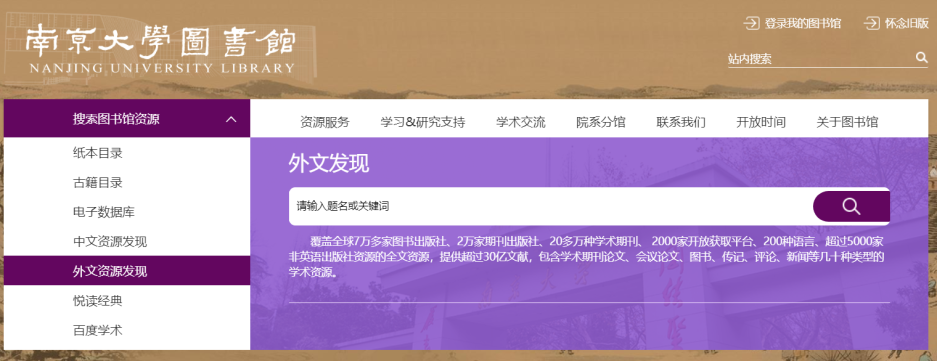 登录我的图书馆
怀念旧版
南京大學圖書館
NANJING UNIVERSITY LIBRARY
站内搜索
搜索图书馆资源
资源服务 学习&研究支持 学术交流 院系分馆 联系我们 开放时间 关于图书馆
纸本目录
古籍目录
电子数据库
中文资源发现
外文资源发现
悦读经典
百度学术
外文发现
请输入题名或关键词
覆盖全球7万多家图书出版社、2万家期刊出版社、20多万种学术期刊、 2000家开放获取平台、200种语言、超过5000家
非英语出版社资源的全文资源，提供超过30亿文献，包含学术期刊论文、会议论文、图书、传记、评论、新闻等几十种类型的
学术资源。